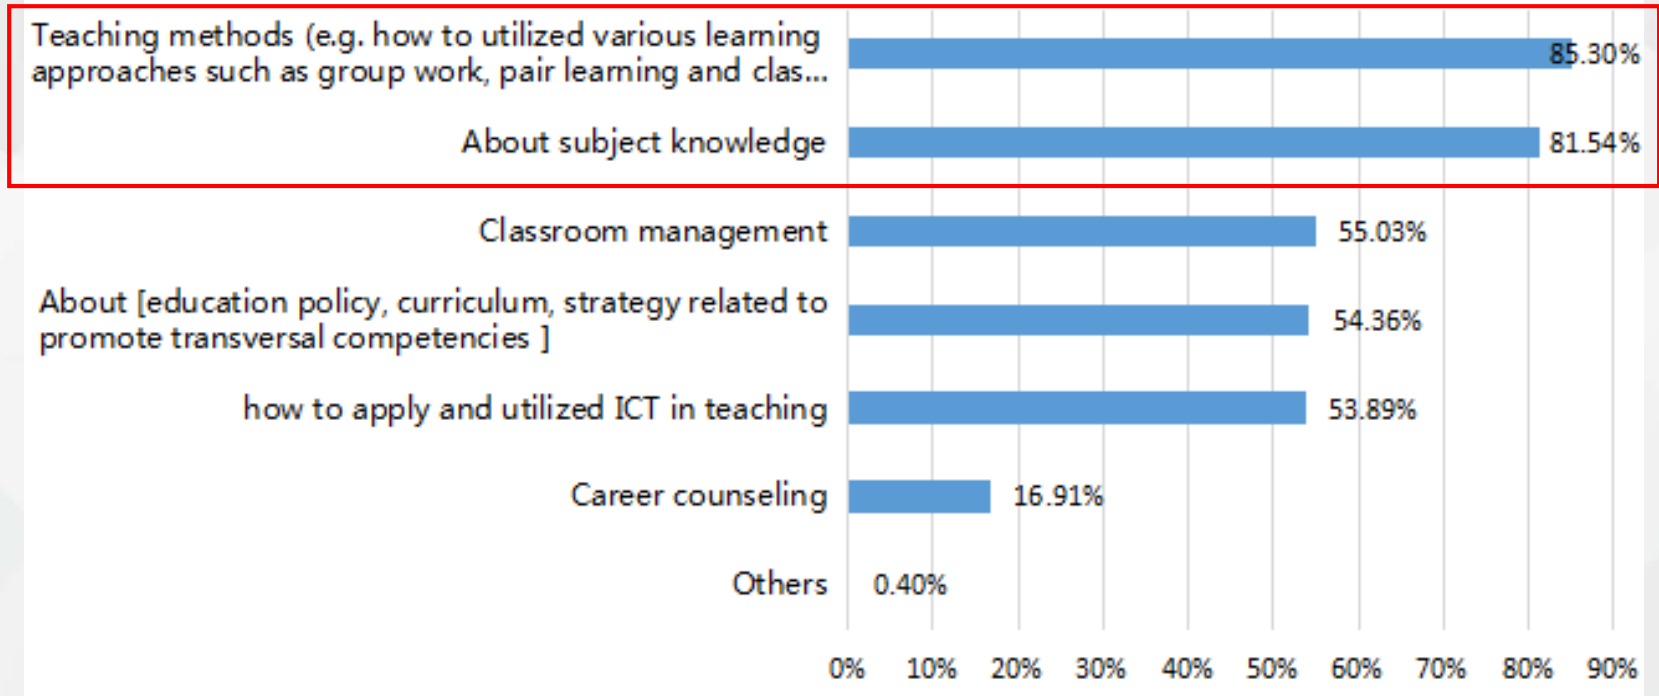 Teaching methods (e.g. how to utilized various learning
approaches such as group work, pair learning and clas...
85.30%
About subject knowledge
81.54%
Classroom management
55.03%
About [education policy, curriculum, strategy related to
promote transversal competencies ]
54.36%
how to apply and utilized ICT in teaching
53.89%
Career counseling
16.91%
Others
0.40%
0% 10% 20% 30% 40% 50% 60% 70% 80% 90%